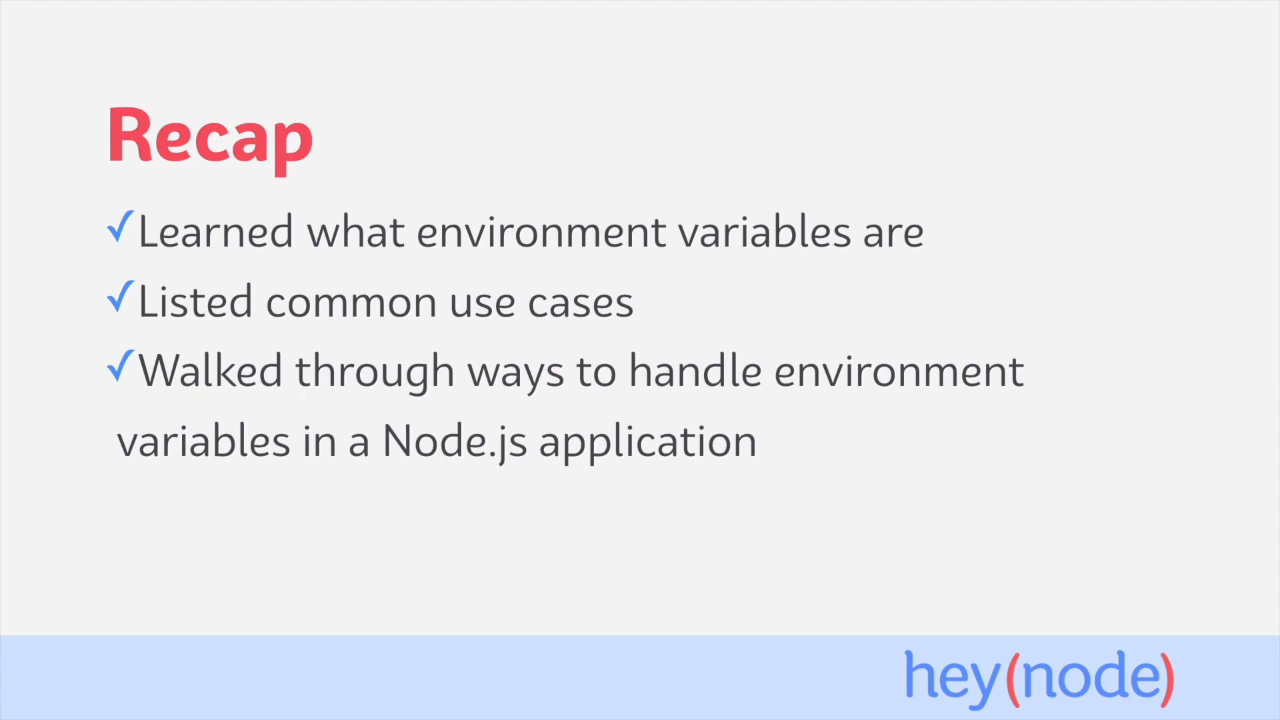 Recap
✓Learned what environment variables are
✓Listed common use cases
✓Walked through ways to handle environment
variables in a Node.js application
hey(node)